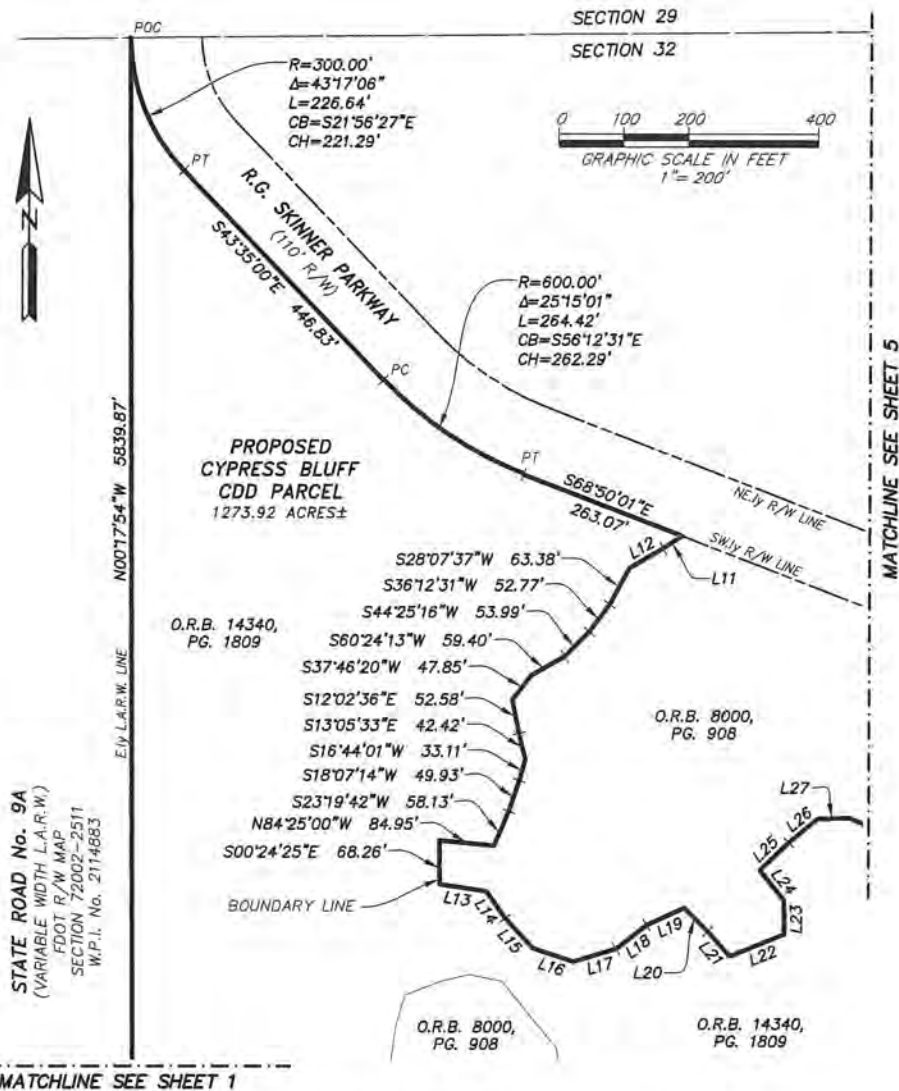 POC
SECTION 29
SECTION 32
R=300.00'
Δ=43°17'06"
L=226.64'
CB=S21°56'27"E
CH=221.29'
0 100 200 400
GRAPHIC SCALE IN FEET
1"= 200'
N
PT
R.G. SKINNER PARKWAY
(110' R/W)
S43°35'00"E 446.83'
R=600.00'
Δ=25°15'01"
L=264.42'
CB=S56°12'31"E
CH=262.29'
PC
MATCHLINE SEE SHEET 5
N00°17'54"W 5839.87'
PROPOSED
CYPRESS BLUFF
CDD PARCEL
1273.92 ACRES±
PT
S68°50'01"E
263.07'
NE.ly R/W LINE
SW.ly R/W LINE
L12
L11
S28°07'37"W 63.38'
S36°12'31"W 52.77'
S44°25'16"W 53.99'
S60°24'13"W 59.40'
S37°46'20"W 47.85'
S12°02'36"E 52.58'
S13°05'33"E 42.42'
S16°44'01"W 33.11'
S18°07'14"W 49.93'
S23°19'42"W 58.13'
N84°25'00"W 84.95'
S00°24'25"E 68.26'
BOUNDARY LINE
O.R.B. 14340,
PG. 1809
Ely L.A.R.W. LINE
O.R.B. 8000,
PG. 908
STATE ROAD No. 9A
(VARIABLE WIDTH L.A.R.W.)
FDOT R/W MAP
SECTION 72002-2511
W.P.I. No. 2114883
L27
L26
L25
L24
L23
L22
L21
L20
L19
L18
L17
L16
L15
L14
L13
O.R.B. 8000,
PG. 908
O.R.B. 14340,
PG. 1809
MATCHLINE SEE SHEET 1